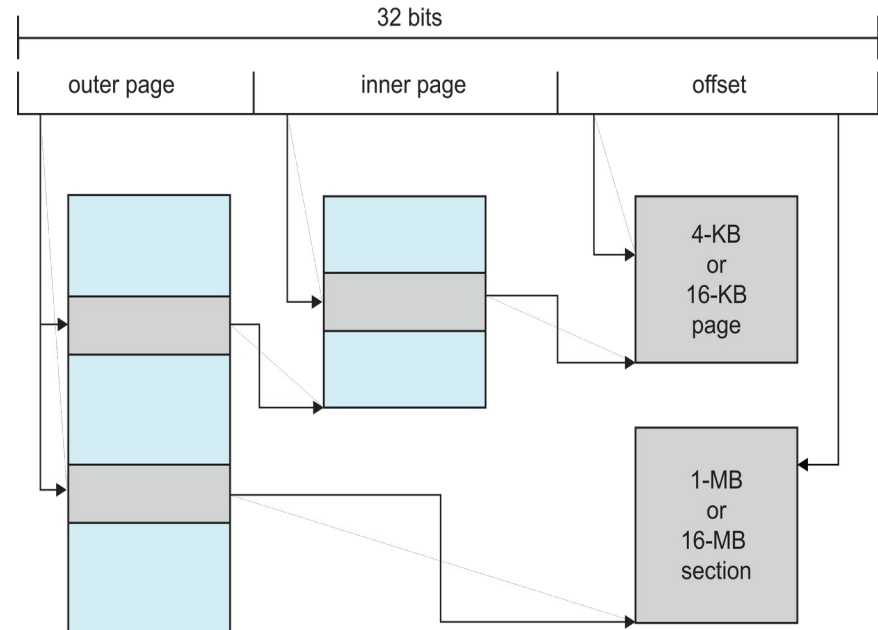 32 bits
outer page
inner page
offset
4-KB
or
16-KB
page
1-MB
or
16-MB
section